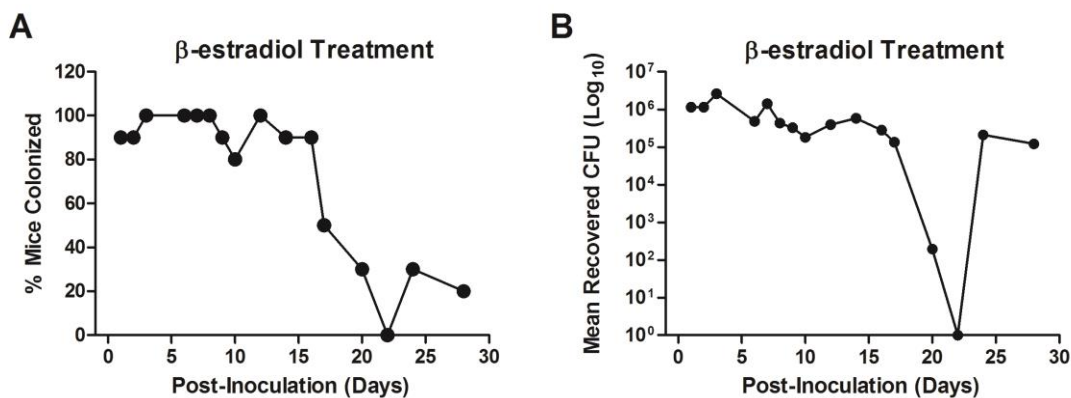 A
β-estradiol Treatment
% Mice Colonized
120
100
80
60
40
20
0
0 5 10 15 20 25 30
Post-Inoculation (Days)
B
β-estradiol Treatment
Mean Recovered CFU (Log₁₀)
10⁷
10⁶
10⁵
10⁴
10³
10²
10¹
10⁰
0 5 10 15 20 25 30
Post-Inoculation (Days)